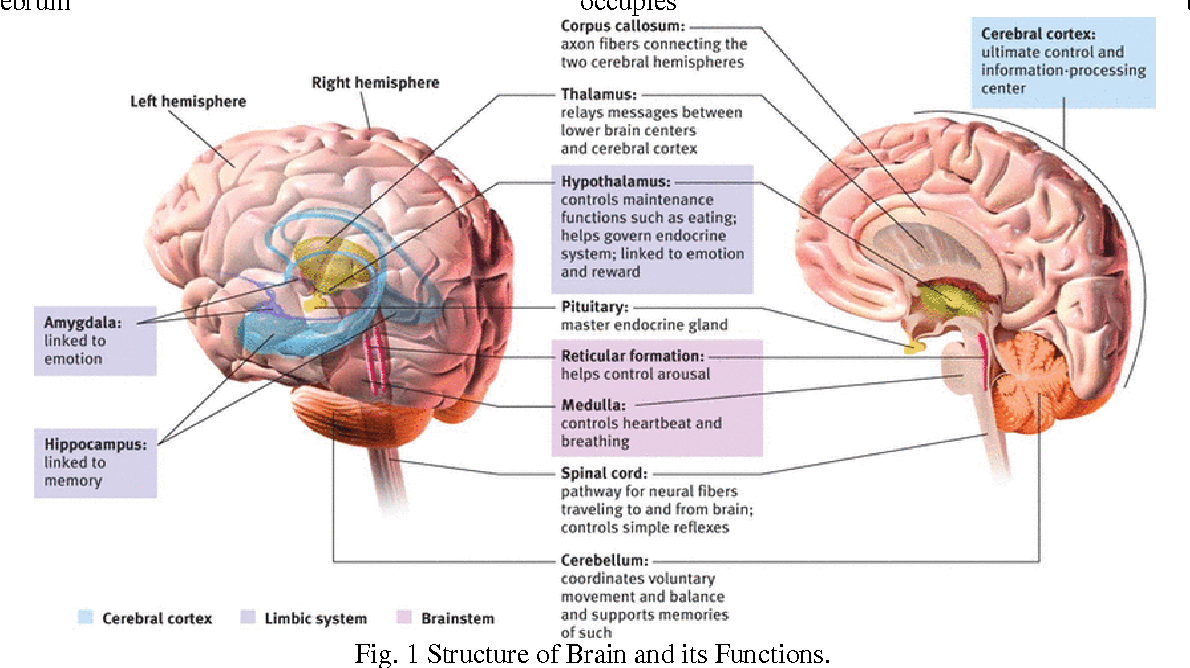 ebrum
occupies
Corpus callosum:
axon fibers connecting the
two cerebral hemispheres
Cerebral cortex:
ultimate control and
information-processing
center
Right hemisphere
Left hemisphere
Thalamus:
relays messages between
lower brain centers
and cerebral cortex
Hypothalamus:
controls maintenance
functions such as eating;
helps govern endocrine
system; linked to emotion
and reward
Pituitary:
master endocrine gland
Amygdala:
linked to
emotion
Reticular formation:
helps control arousal
Medulla:
controls heartbeat and
breathing
Hippocampus:
linked to
memory
Spinal cord:
pathway for neural fibers
traveling to and from brain;
controls simple reflexes
Cerebellum:
coordinates voluntary
movement and balance
and supports memories
of such
Cerebral cortex
Limbic system
Brainstem
Fig. 1 Structure of Brain and its Functions.